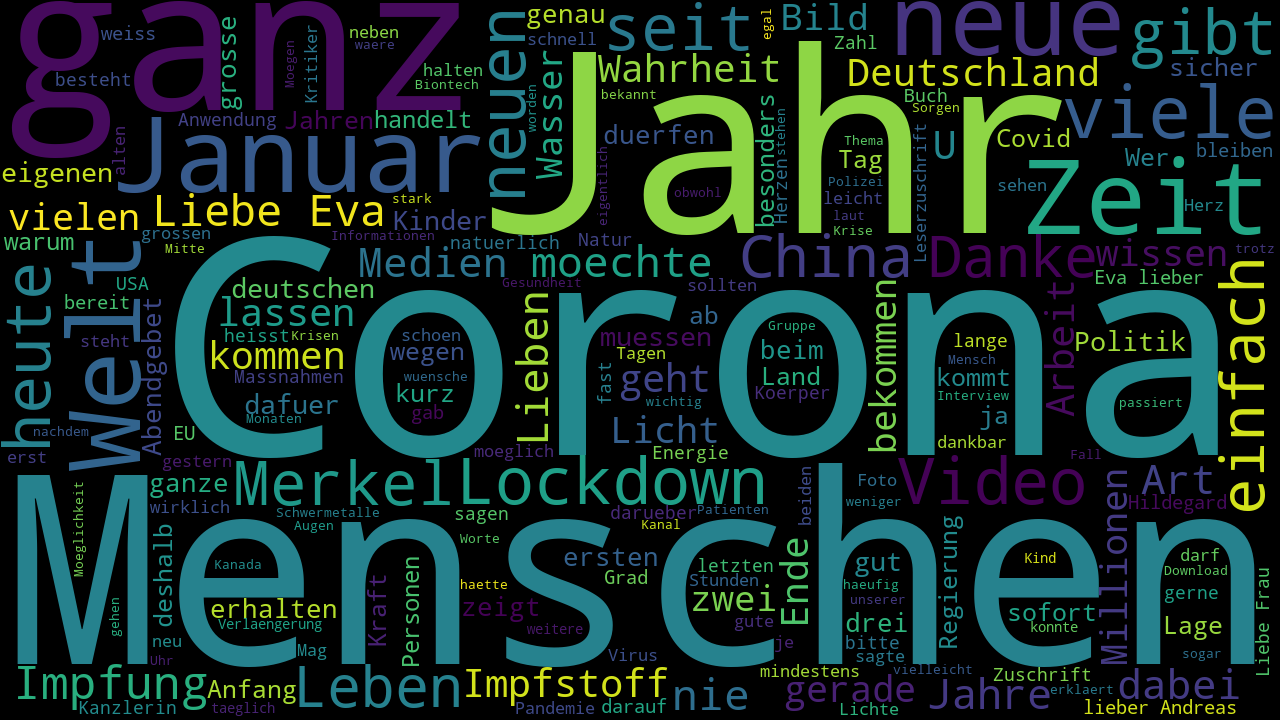 ganz
weiss
besteht
grosse
Moegen
Kritiker
neben
waere
halten
Biontech
neuen
genau
schnell
seit
egal
Bild
Zahl
neue
gibt
sicher
Anwendung
Jahren
handelt
worden
Wasser
Wahrheit
bekannt
Jahr
Deutschland
Buch
Sorgen
viele
alten
Januar
duerfen
besonders
stehen
Thema
Tag
U
Covid
Wer
bleiben
eigenen
eigentlich
obwohl
Herzen
Polizei
leicht
laut
Krise
Leserzuschrift
sehen
Zeit
Herz
vielen
Liebe Eva
stark
Kinder
warum
grossen
Mitte
Informationen
natuerlich
Natur
trotz
heute
Welt
USA
bereit
steht
Abendgebet
Medien
moechte
China
Danke
wissen
Gesundheit
sollten
Eva lieber
einfach
deutschen
lassen
heisst
Krisen
kommen
Massnahmen
dafuer
Monaten
Corona
schoen
wegen
wuensche
kurz
gab
Lieben
muessen
ab
Tagen
fast
geht
wichtig
Licht
Gruppe
beim
Land
Koerper
bekommen
lange
Mensch
kommt
Interview
ja
dankbar
Arbeit
Politik
passiert
nachdem
erst
EU
gestern
moeglich
Energie
Fall
Menschen
Moeglichkeit
ganze
wirklich
Merkel
Lockdown
Schwermetalle
Augen
sagen
Worte
darueber
Kanal
Patienten
beiden
Foto
weniger
Video
Millionen
Art
Hildegard
gehen
deshalb
neu
Uhr
Kanada
erhalten
Verlaengerung
Mag
Kraft
Personen
haette
zeigt
weitere
ersten
Grad
letzten
Stunden
zwei
gute
je
Ende
gut
haeufig
unserer
drei
bitte
sagte
Regierung
Kind
sofort
konnte
darf
Download
gerne
Lage
sogar
Liebe Frau
Impfung
Kanzlerin
Anfang
taeglich
Leben
Impfstoff
Pandemie
Virus
darauf
nie
mindestens
gerade
Lichte
vielleicht
Jahre
Zuschrift
erklaert
dabei
lieber Andreas